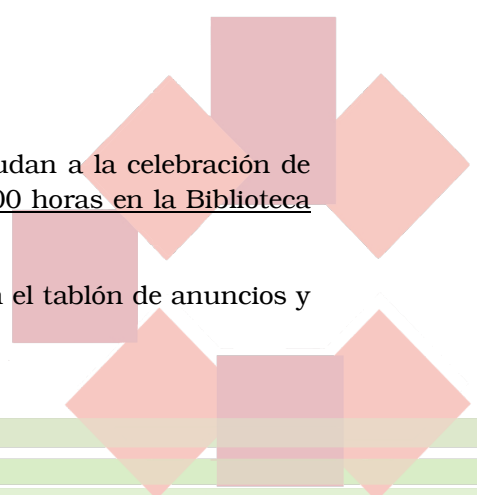 udan a la celebración de
00 horas en la Biblioteca
el tablón de anuncios y